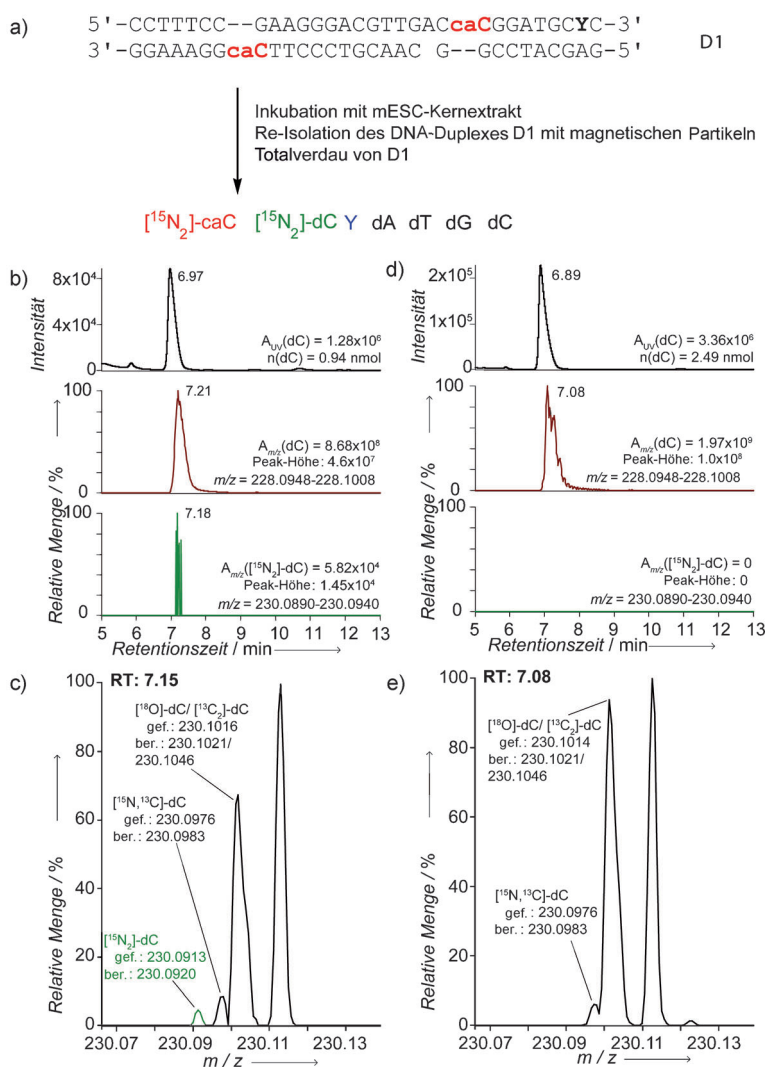 a)
5'-CCTTTCC--GAAGGGACGTTGACcaCGGATGCYC-3'
3'-GGAAAGGcaCTTCCCTGCAAC G--GCCTACGAG-5'
D1
Inkubation mit mESC-Kernextrakt
Re-Isolation des DNA-Duplexes D1 mit magnetischen Partikeln
Totalverdau von D1
[¹⁵N₂]-caC [¹⁵N₂]-dC Y dA dT dG dC
b)
Intensität
8x10⁴
4x10⁴
0
6.97
A_UV(dC) = 1.28x10⁶
n(dC) = 0.94 nmol
Relative Menge / %
100
0
7.21
A_m/z(dC) = 8.68x10⁸
Peak-Höhe: 4.6x10⁷
m/z = 228.0948-228.1008
100
0
7.18
A_m/z([¹⁵N₂]-dC) = 5.82x10⁴
Peak-Höhe: 1.45x10⁴
m/z = 230.0890-230.0940
5 6 7 8 9 10 11 12 13
Retentionszeit / min
d)
Intensität
2x10⁵
1x10⁵
0
6.89
A_UV(dC) = 3.36x10⁶
n(dC) = 2.49 nmol
Relative Menge / %
100
0
7.08
A_m/z(dC) = 1.97x10⁹
Peak-Höhe: 1.0x10⁸
m/z = 228.0948-228.1008
100
0
A_m/z([¹⁵N₂]-dC) = 0
Peak-Höhe: 0
m/z = 230.0890-230.0940
5 6 7 8 9 10 11 12 13
Retentionszeit / min
c)
RT: 7.15
Relative Menge / %
100
80
60
40
20
0
[¹⁸O]-dC/ [¹³C₂]-dC
gef.: 230.1016
ber.: 230.1021/
230.1046
[¹⁵N,¹³C]-dC
gef.: 230.0976
ber.: 230.0983
[¹⁵N₂]-dC
gef.: 230.0913
ber.: 230.0920
230.07 230.09 230.11 230.13
m / z
e)
RT: 7.08
Relative Menge / %
100
80
60
40
20
0
[¹⁸O]-dC/ [¹³C₂]-dC
gef.: 230.1014
ber.: 230.1021/
230.1046
[¹⁵N,¹³C]-dC
gef.: 230.0976
ber.: 230.0983
230.07 230.09 230.11 230.13
m / z